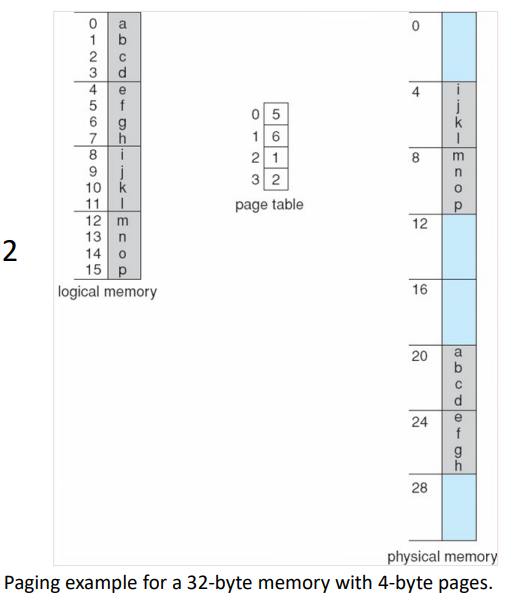 0 a
1 b
2 c
3 d
4 e
5 f
6 g
7 h
8 i
9 j
10 k
11 l
12 m
13 n
14 o
15 p
logical memory
2
0 5
1 6
2 1
3 2
page table
0
4 i
j
k
l
8 m
n
o
p
12
16
20 a
b
c
d
24 e
f
g
h
28
physical memory
Paging example for a 32-byte memory with 4-byte pages.